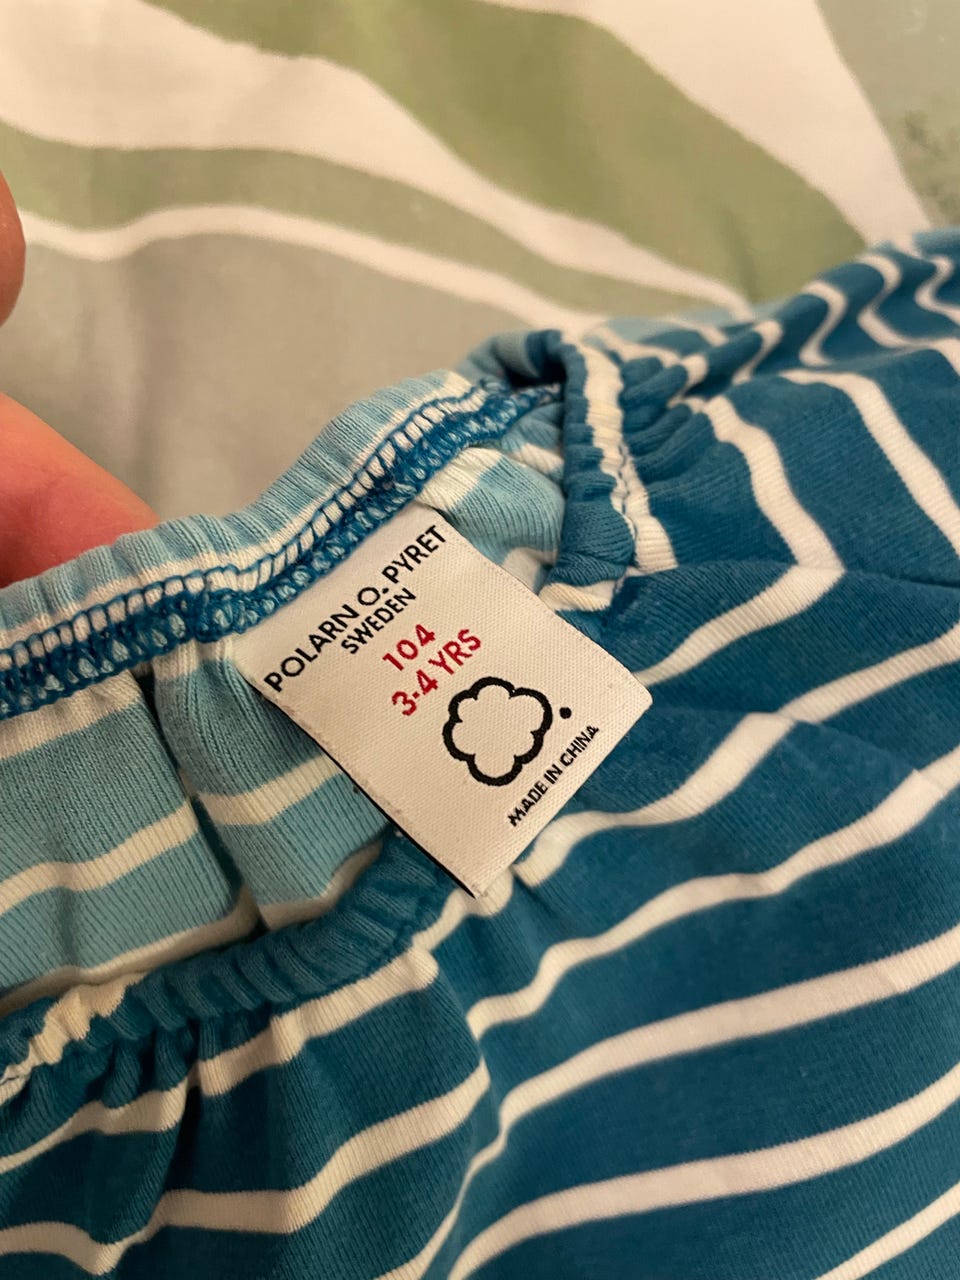 POLARN O. PYRET
SWEDEN
104
3-4 YRS
MADE IN CHINA